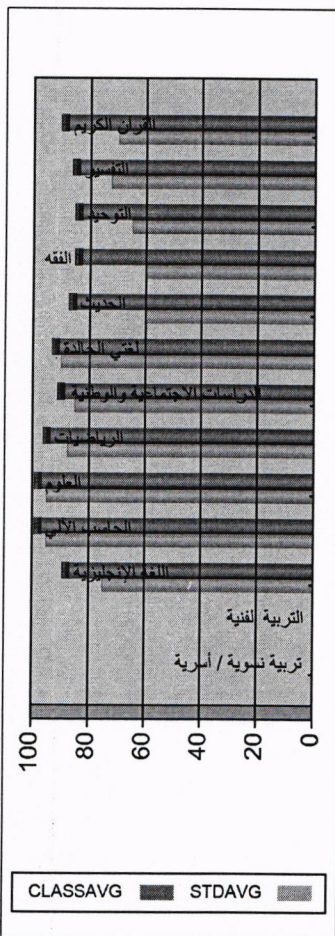 القرآن الكريم
التفسير
التوحيد
الفقه
الحديث
لغتي الخالدة
الدراسات الاجتماعية والوطنية
الرياضيات
العلوم
الحاسب الآلي
اللغة الإنجليزية
التربية الفنية
تربية نسوية / أسرية
100 80 60 40 20 0
CLASSAVG STDAVG